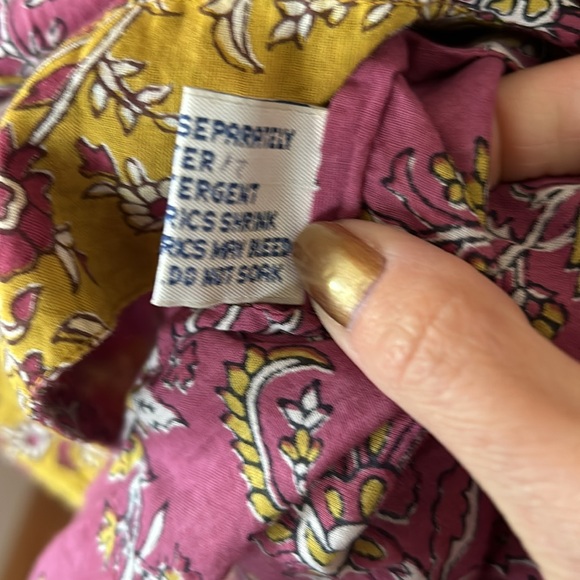 SEPARATELY
ER
ERGENT
RICS SHRINK
RICS MAY BLEED
DO NOT SOAK